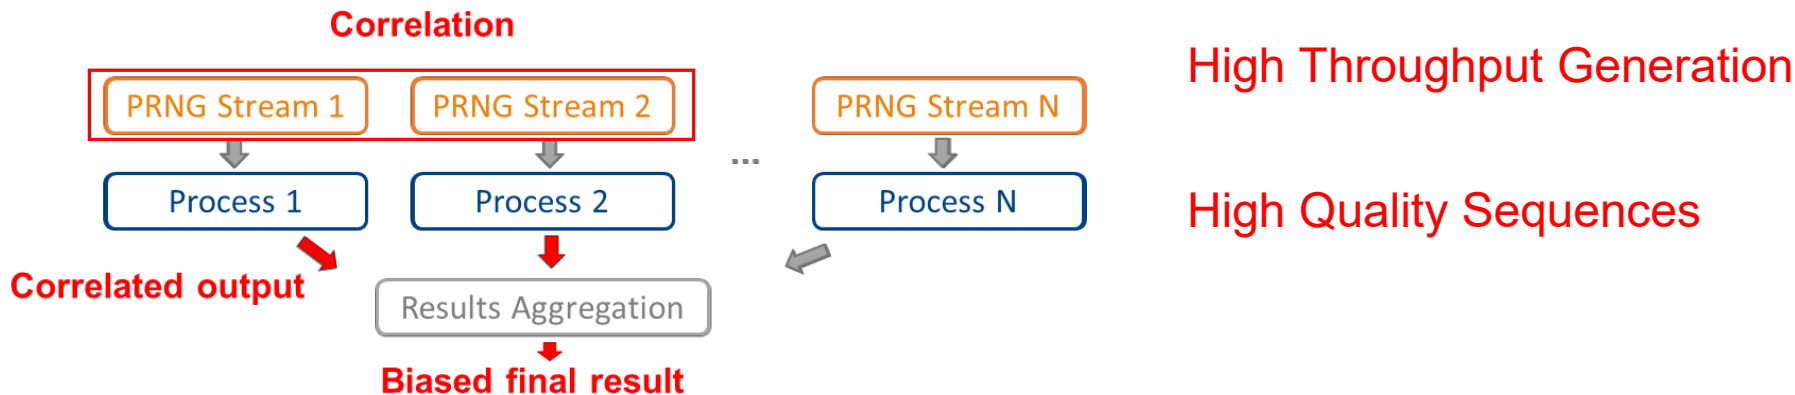 Correlation
PRNG Stream 1
PRNG Stream 2
PRNG Stream N
...
Process 1
Process 2
Process N
Correlated output
Results Aggregation
Biased final result
High Throughput Generation
High Quality Sequences